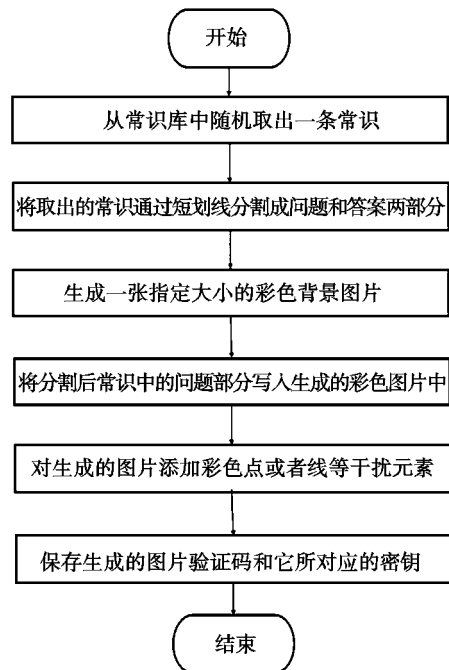 开始
从常识库中随机取出一条常识
将取出的常识通过短划线分割成问题和答案两部分
生成一张指定大小的彩色背景图片
将分割后常识中的问题部分写入生成的彩色图片中
对生成的图片添加彩色点或者线等干扰元素
保存生成的图片验证码和它所对应的密钥
结束